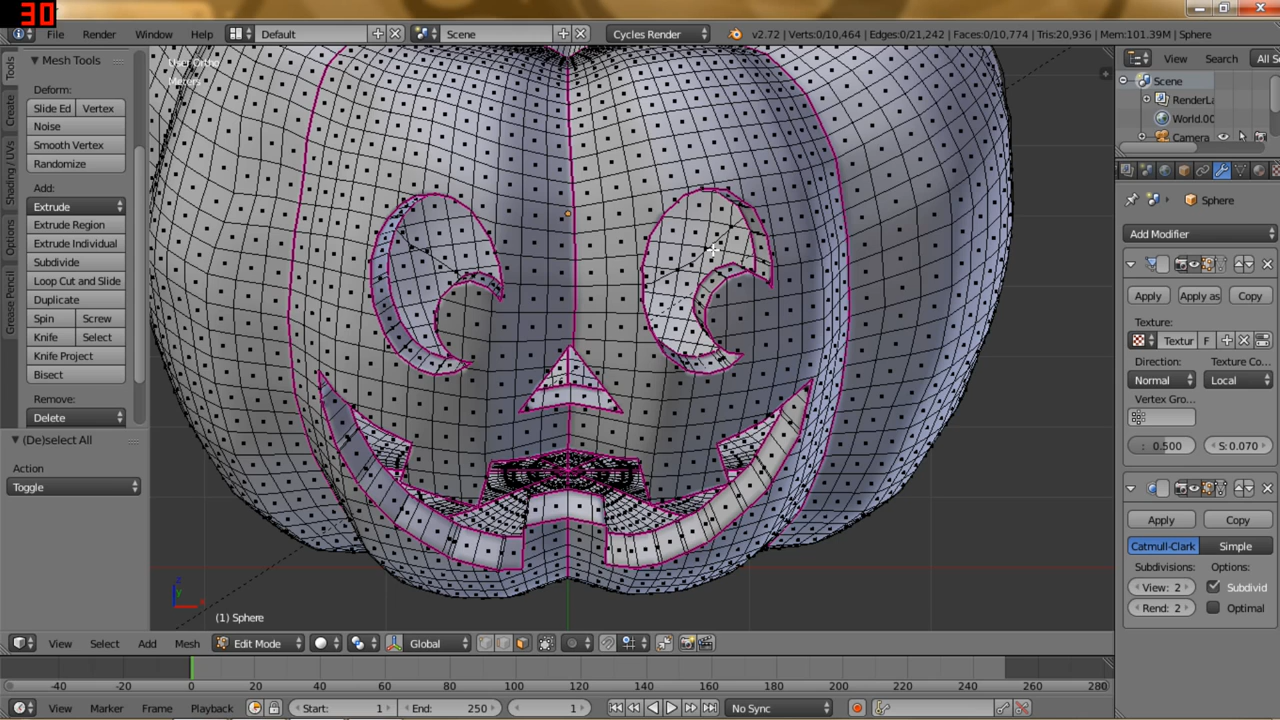 30
File Render Window Help Default Scene Cycles Render v2.72 | Verts:0/10,464 | Edges:0/21,242 | Faces:0/10,774 | Tris:20,936 | Mem:101.39M | Sphere
View Search
Tools
Create
Shading / UVs
Options
Grease Pencil
Mesh Tools
Deform:
Slide Ed Vertex
Noise
Smooth Vertex
Randomize
Add:
Extrude
Extrude Region
Extrude Individual
Subdivide
Loop Cut and Slide
Duplicate
Spin Screw
Knife Select
Knife Project
Bisect
Remove:
Delete
(De)select All
Action
Toggle
User Ortho
Meters
(1) Sphere
z
y
x
View Select Add Mesh Edit Mode Global
-40 -20 0 20 40 60 80 100 120 140 160 180 200 220 240 260 280
View Marker Frame Playback Start: 1 End: 250 1 No Sync
Scene
RenderLa
World.00
Camera
Sphere
Add Modifier
Apply Apply as Copy
Texture:
Textur F
Direction: Texture Co...
Normal Local
Vertex Gro...
: 0.500 S: 0.070
Apply Copy
Catmull-Clark Simple
Subdivisions: Options:
View: 2 Subdivid
Rend: 2 Optimal